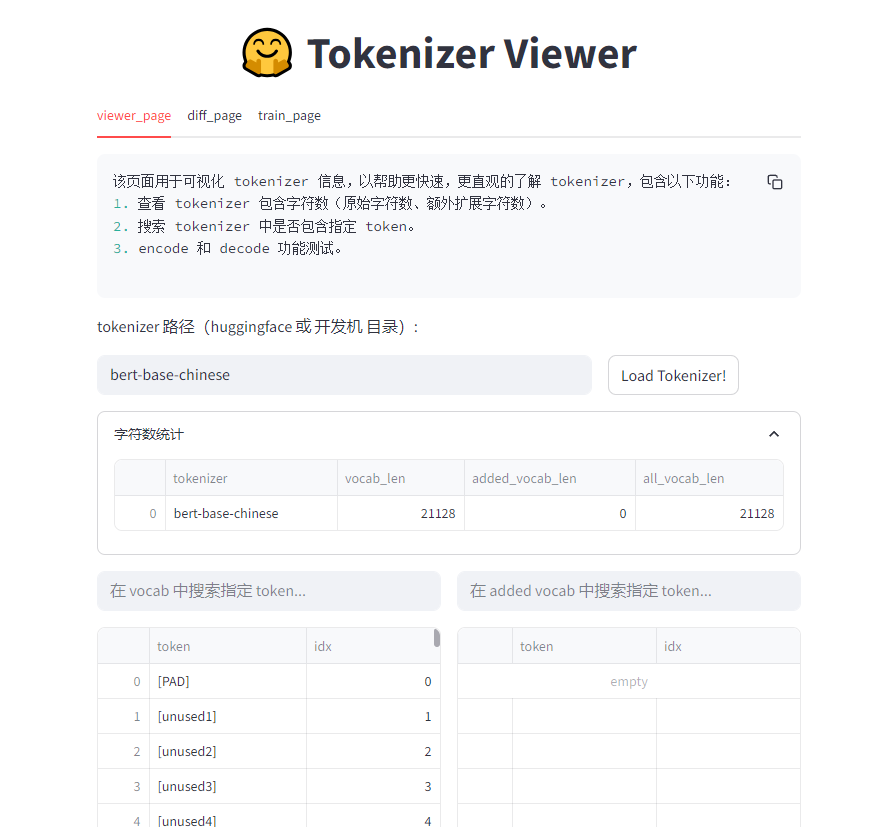 Tokenizer Viewer
viewer_page diff_page train_page
该页面用于可视化 tokenizer 信息，以帮助更快速，更直观的了解 tokenizer，包含以下功能：
1. 查看 tokenizer 包含字符数（原始字符数、额外扩展字符数）。
2. 搜索 tokenizer 中是否包含指定 token。
3. encode 和 decode 功能测试。
tokenizer 路径（huggingface 或 开发机 目录）:
bert-base-chinese Load Tokenizer!
字符数统计
tokenizer vocab_len added_vocab_len all_vocab_len
0 bert-base-chinese 21128 0 21128
在 vocab 中搜索指定 token... 在 added vocab 中搜索指定 token...
token idx token idx
0 [PAD] 0 empty
1 [unused1] 1
2 [unused2] 2
3 [unused3] 3
4 [unused4] 4